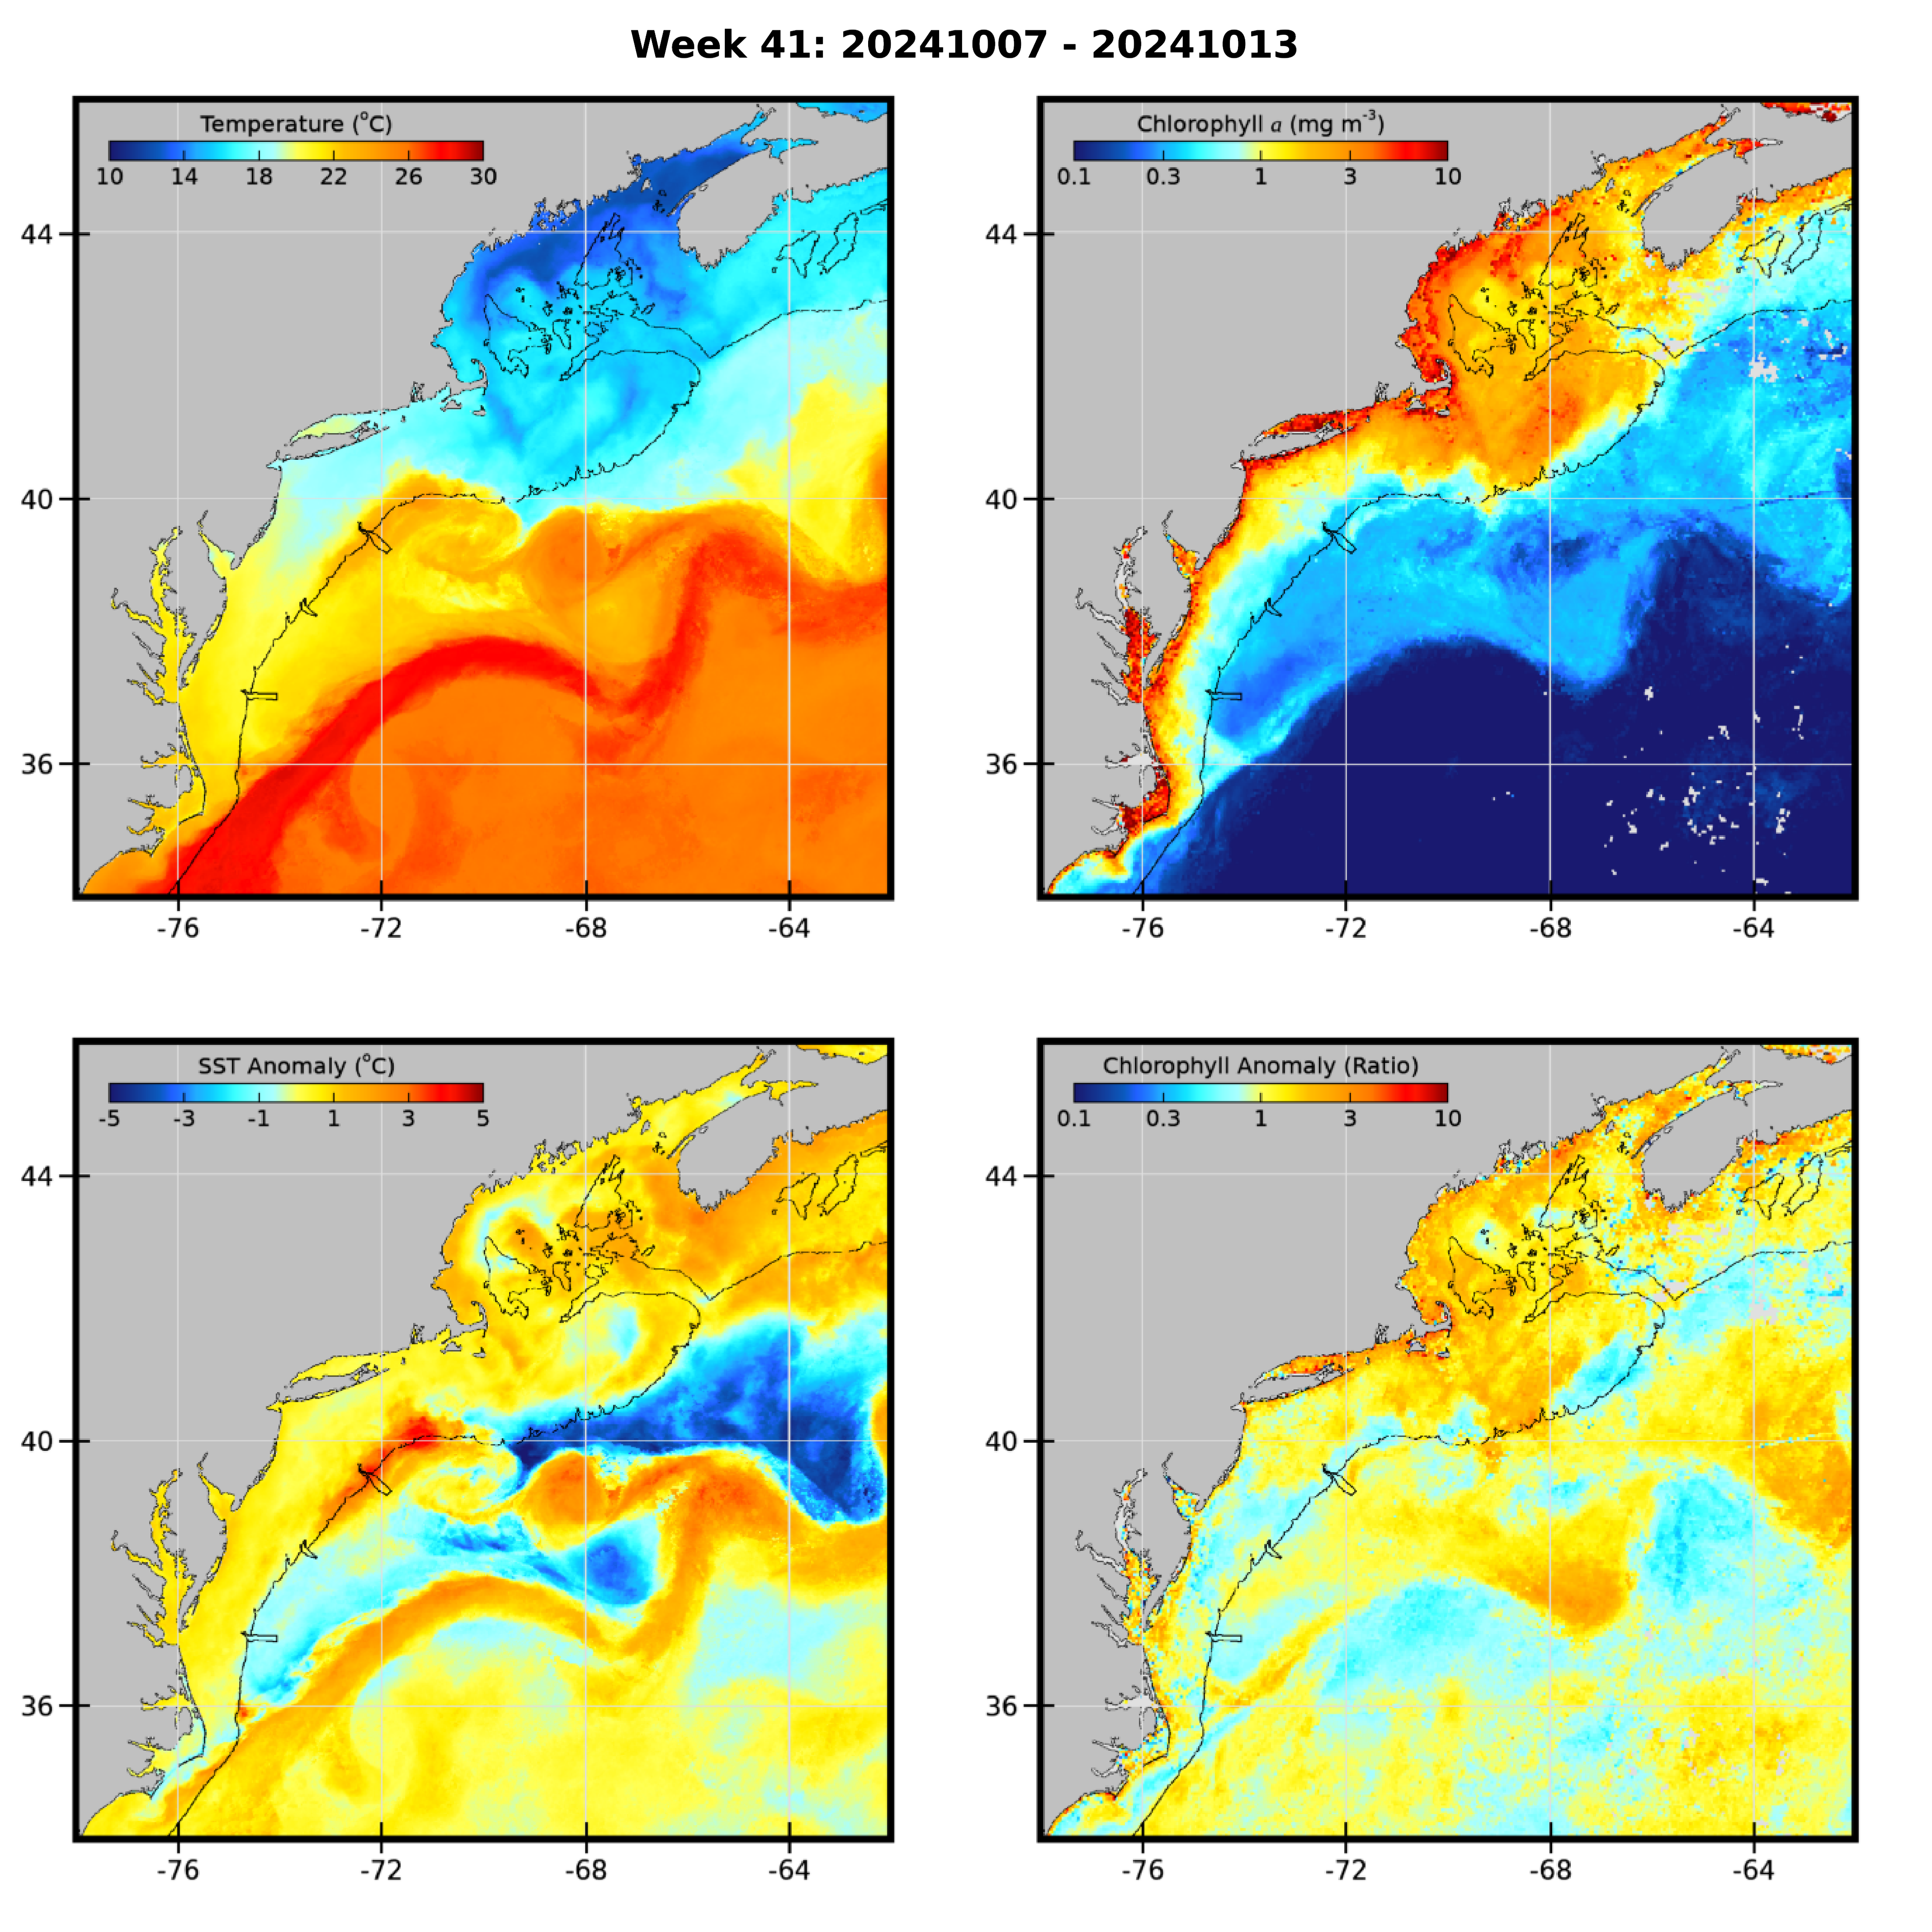 Week 41: 20241007 - 20241013
Temperature (°C)
10 14 18 22 26 30
44
40
36
-76 -72 -68 -64
Chlorophyll a (mg m⁻³)
0.1 0.3 1 3 10
44
40
36
-76 -72 -68 -64
SST Anomaly (°C)
-5 -3 -1 1 3 5
44
40
36
-76 -72 -68 -64
Chlorophyll Anomaly (Ratio)
0.1 0.3 1 3 10
44
40
36
-76 -72 -68 -64